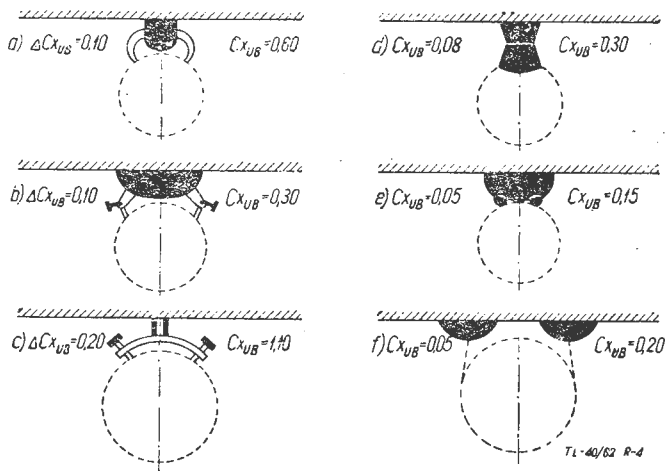 a) ΔCx_US=0,10 Cx_UB=0,60
b) ΔCx_UB=0,10 Cx_UB=0,30
c) ΔCx_UB=0,20 Cx_UB=1,10
d) Cx_UB=0,08 Cx_UB=0,30
e) Cx_UB=0,05 Cx_UB=0,15
f) Cx_UB=0,05 Cx_UB=0,20
TL-40/62 R-4